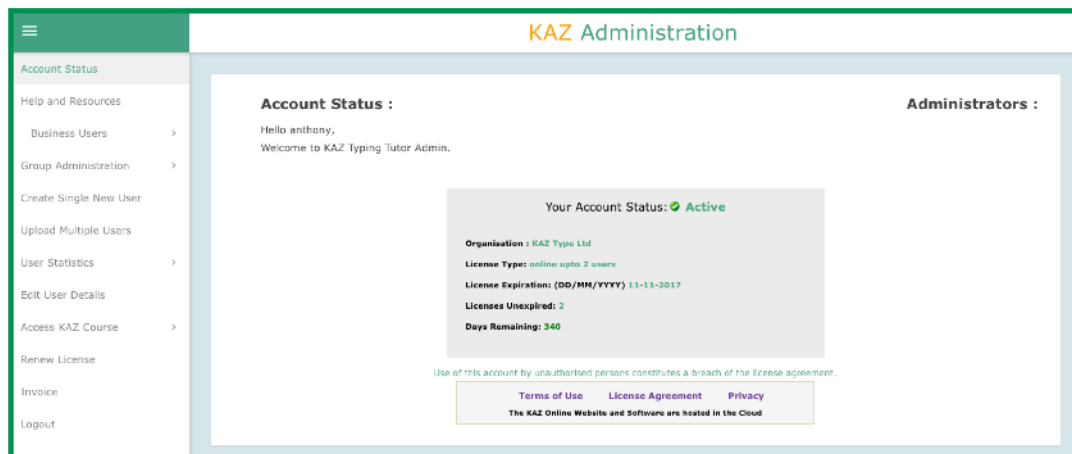 KAZ Administration
Account Status
Help and Resources
Business Users
Group Administration
Create Single New User
Upload Multiple Users
User Statistics
Edit User Details
Access KAZ Course
Renew License
Invoice
Logout
Account Status :
Administrators :
Hello anthony,
Welcome to KAZ Typing Tutor Admin.
Your Account Status: Active
Organisation : KAZ Type Ltd
License Type: online upto 2 users
License Expiration: (DD/MM/YYYY) 11-11-2017
Licenses Unexpired: 2
Days Remaining: 340
Use of this account by unauthorised persons constitutes a breach of the license agreement.
Terms of Use License Agreement Privacy
The KAZ Online Website and Software are hosted in the Cloud